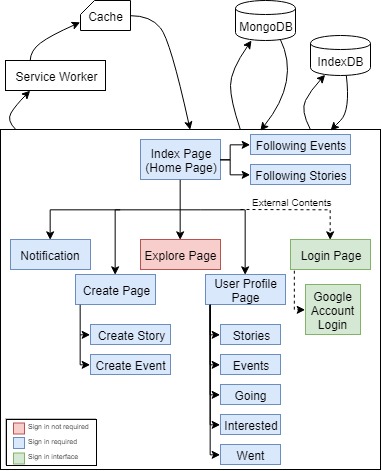 Cache
MongoDB
IndexDB
Service Worker
Index Page
(Home Page)
Following Events
Following Stories
External Contents
Notification
Explore Page
Login Page
Create Page
User Profile
Page
Google
Account
Login
Create Story
Create Event
Stories
Events
Going
Interested
Went
Sign in not required
Sign in required
Sign in interface